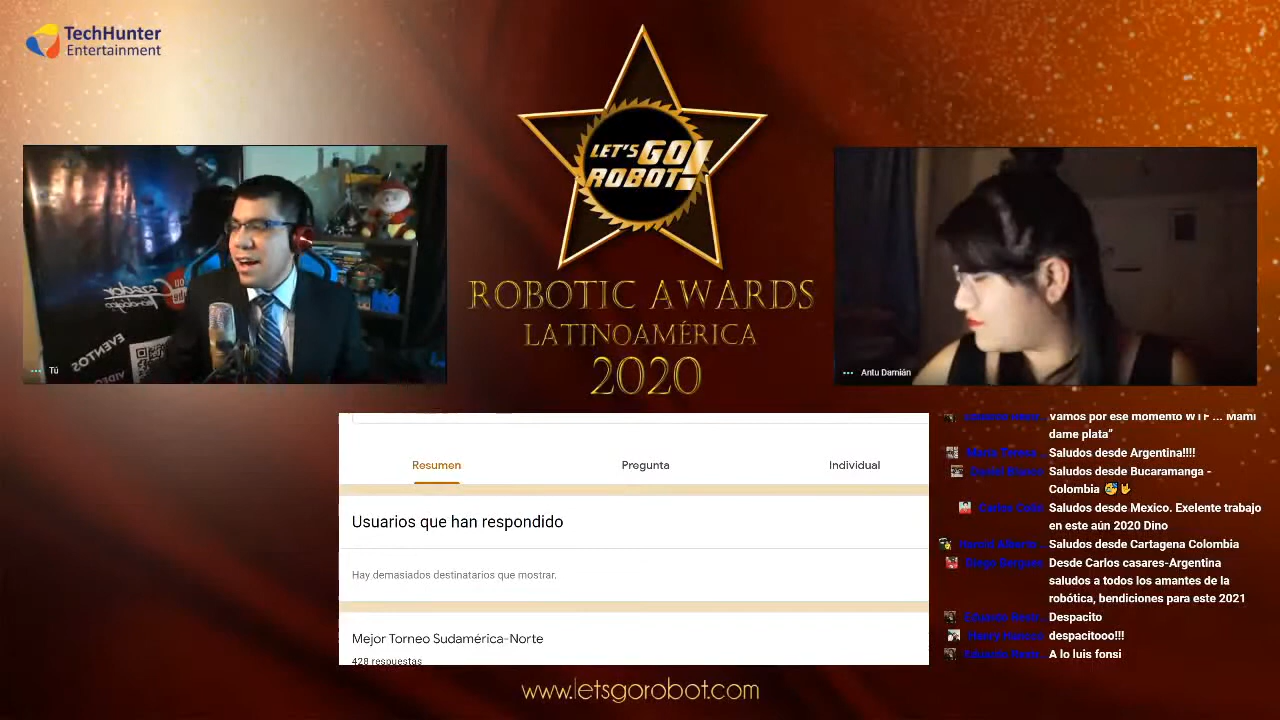 TechHunter
Entertainment
LET'S GO!
ROBOT!
ROBOTIC AWARDS
LATINOAMÉRICA
2020
EVENTOS
Tú
Antu Damián
Resumen
Pregunta
Individual
Usuarios que han respondido
Hay demasiados destinatarios que mostrar.
Mejor Torneo Sudamérica-Norte
428 respuestas
Vamos por ese momento WTF ... Mami
dame plata”
Saludos desde Argentina!!!!
Saludos desde Bucaramanga -
Colombia
Saludos desde Mexico. Exelente trabajo
en este aún 2020 Dino
Saludos desde Cartagena Colombia
Desde Carlos casares-Argentina
saludos a todos los amantes de la
robótica, bendiciones para este 2021
Despacito
despacitooo!!!
A lo luis fonsi
www.letsgorobot.com